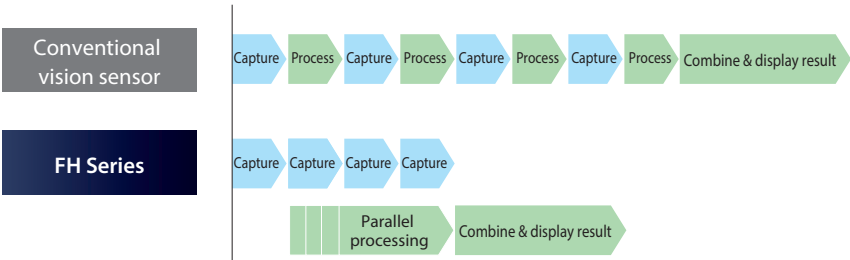 Conventional
vision sensor
Capture Process Capture Process Capture Process Capture Process Combine & display result
FH Series
Capture Capture Capture Capture
Parallel
processing
Combine & display result